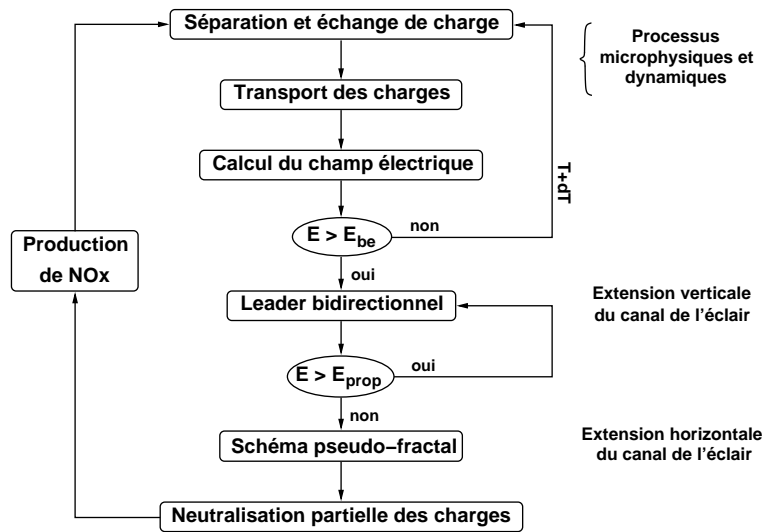 Séparation et échange de charge
Processus
microphysiques et
dynamiques
Transport des charges
Calcul du champ électrique
T+dT
E > Ebe
non
oui
Production
de NOx
Leader bidirectionnel
Extension verticale
du canal de l'éclair
E > Eprop
oui
non
Schéma pseudo−fractal
Extension horizontale
du canal de l'éclair
Neutralisation partielle des charges